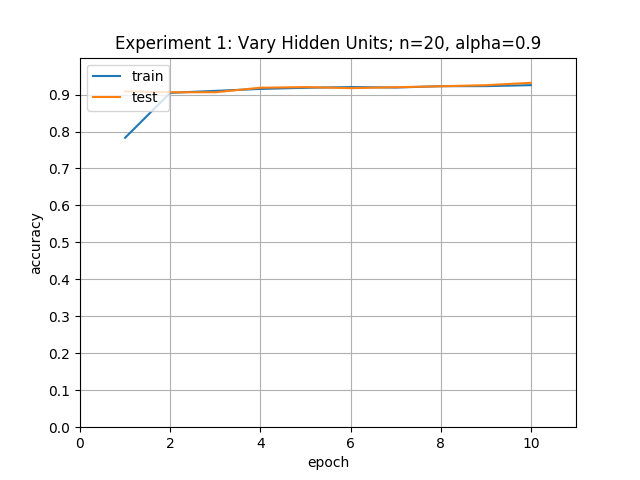 Experiment 1: Vary Hidden Units; n=20, alpha=0.9
train
test
accuracy
0.9
0.8
0.7
0.6
0.5
0.4
0.3
0.2
0.1
0.0
0 2 4 6 8 10
epoch